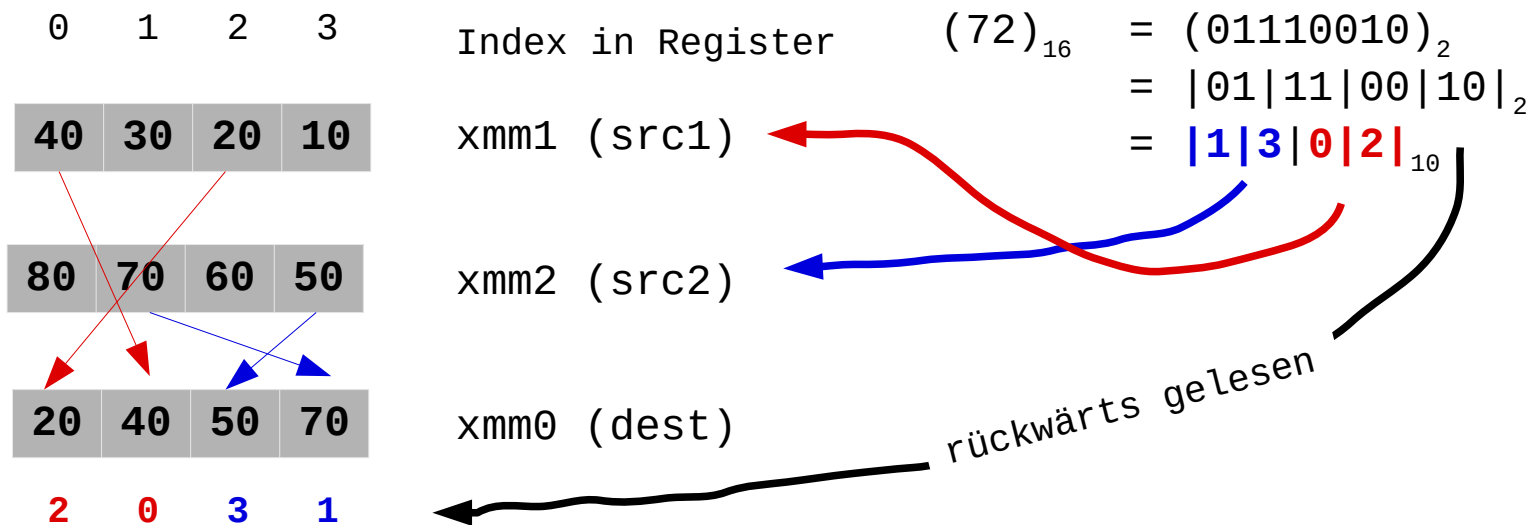 0 1 2 3
Index in Register
(72)16 = (01110010)2
= |01|11|00|10|2
= |1|3|0|2|10
40 30 20 10
xmm1 (src1)
80 70 60 50
xmm2 (src2)
20 40 50 70
xmm0 (dest)
rückwärts gelesen
2 0 3 1